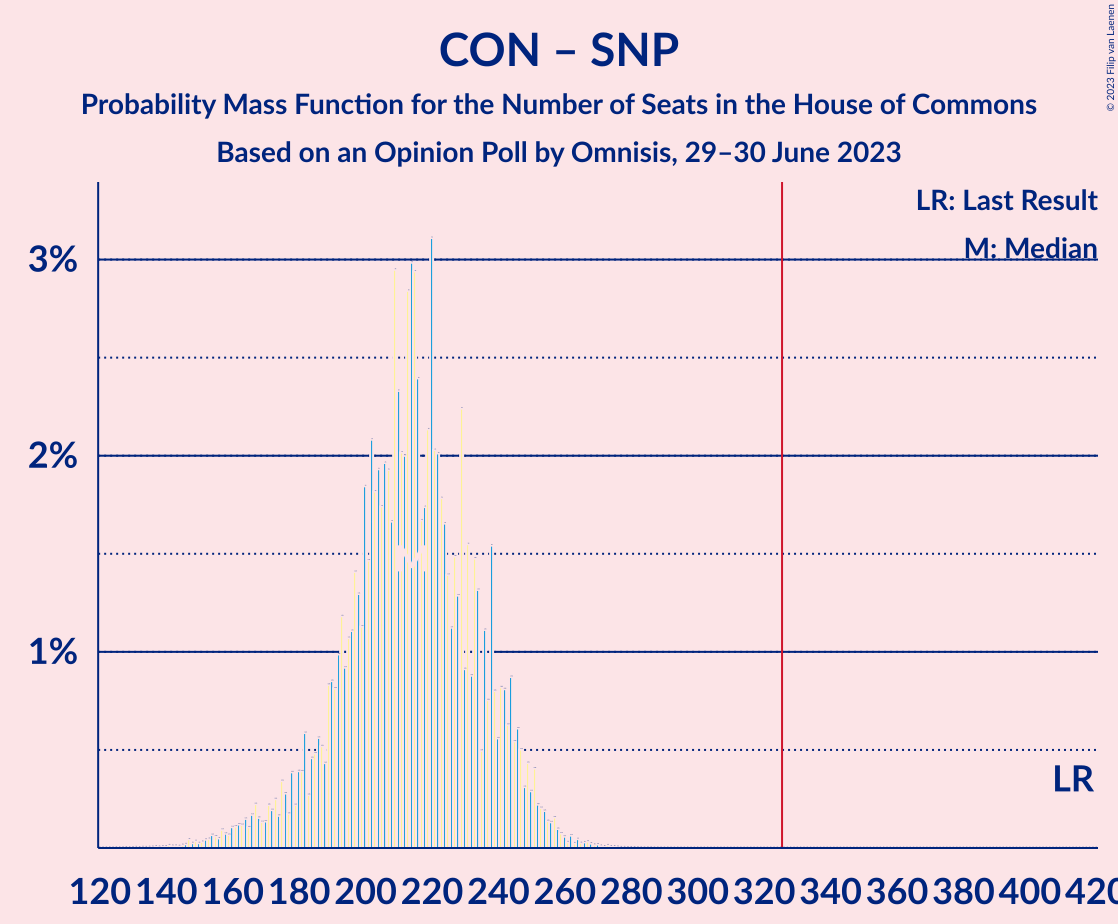 CON – SNP
Probability Mass Function for the Number of Seats in the House of Commons
Based on an Opinion Poll by Omnisis, 29–30 June 2023
© 2023 Filip van Laenen
LR: Last Result
M: Median
3%
2%
1%
LR
120 140 160 180 200 220 240 260 280 300 320 340 360 380 400 420